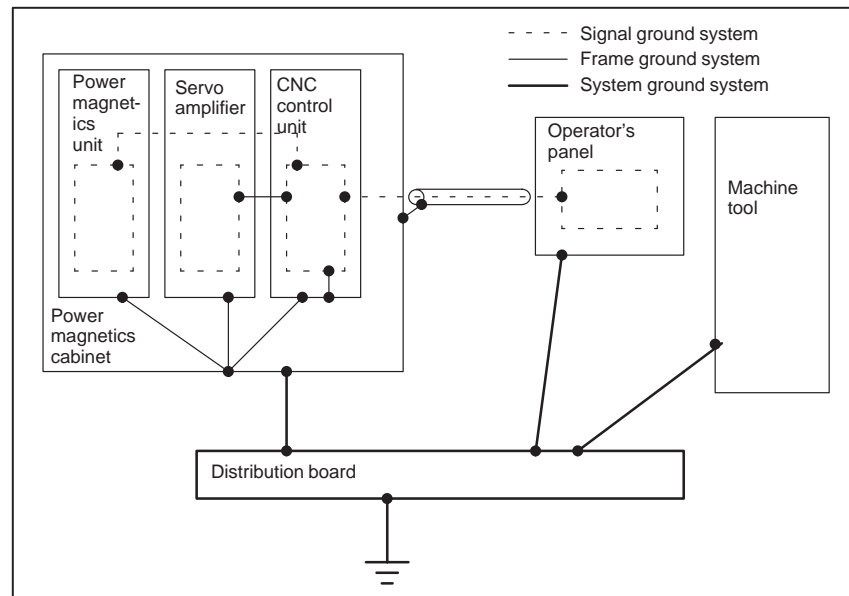 Signal ground system
Frame ground system
System ground system
Power
magnet-
ics
unit
Servo
amplifier
CNC
control
unit
Operator's
panel
Machine
tool
Power
magnetics
cabinet
Distribution board